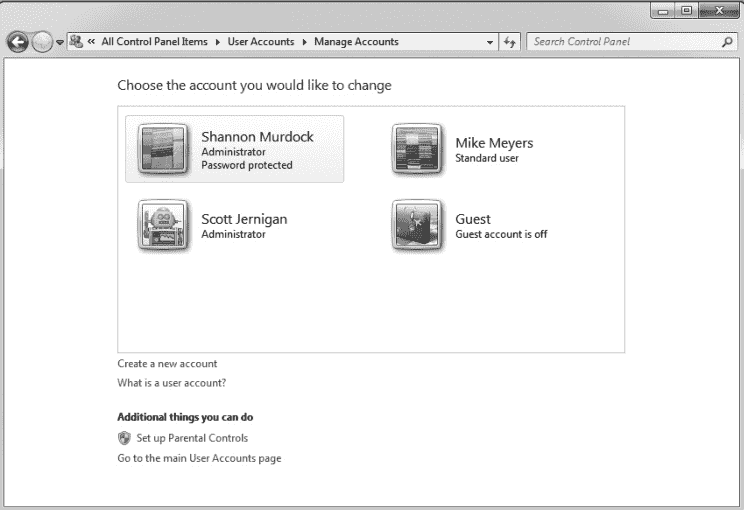 « All Control Panel Items ▸ User Accounts ▸ Manage Accounts
Search Control Panel
Choose the account you would like to change
Shannon Murdock
Administrator
Password protected
Mike Meyers
Standard user
Scott Jernigan
Administrator
Guest
Guest account is off
Create a new account
What is a user account?
Additional things you can do
Set up Parental Controls
Go to the main User Accounts page